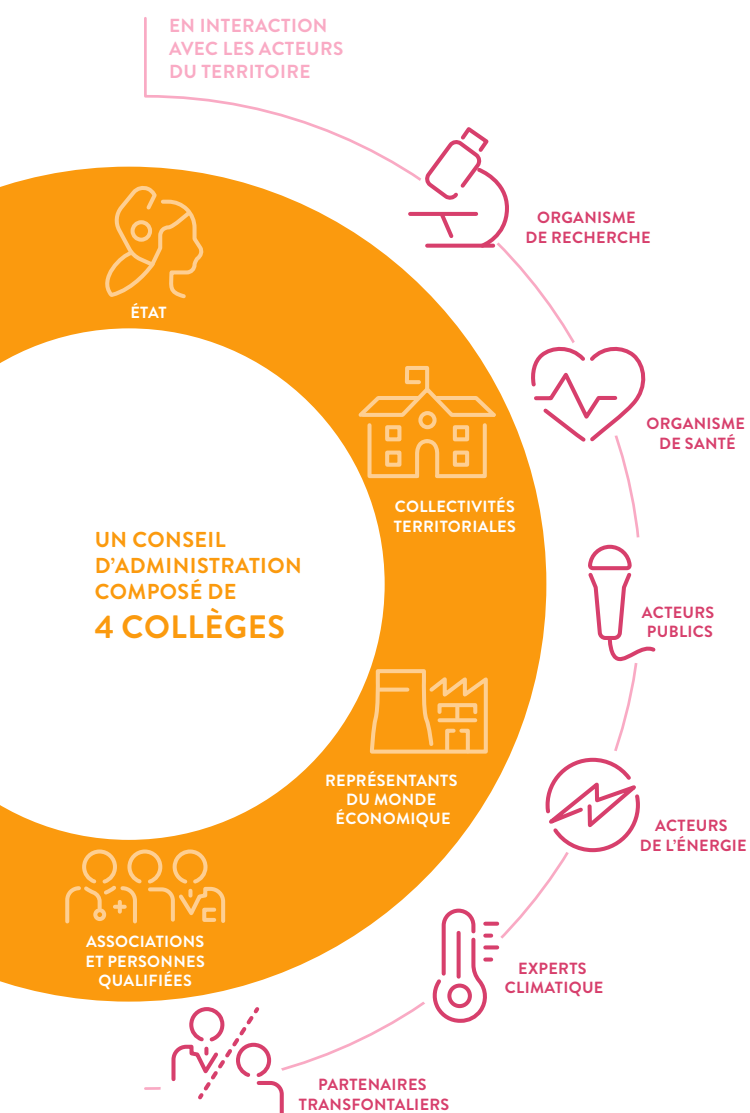 EN INTERACTION
AVEC LES ACTEURS
DU TERRITOIRE
ORGANISME
DE RECHERCHE
ÉTAT
ORGANISME
DE SANTÉ
COLLECTIVITÉS
TERRITORIALES
UN CONSEIL
D'ADMINISTRATION
COMPOSÉ DE
4 COLLÈGES
ACTEURS
PUBLICS
REPRÉSENTANTS
DU MONDE
ÉCONOMIQUE
ACTEURS
DE L'ÉNERGIE
ASSOCIATIONS
ET PERSONNES
QUALIFIÉES
EXPERTS
CLIMATIQUE
PARTENAIRES
TRANSFONTALIERS